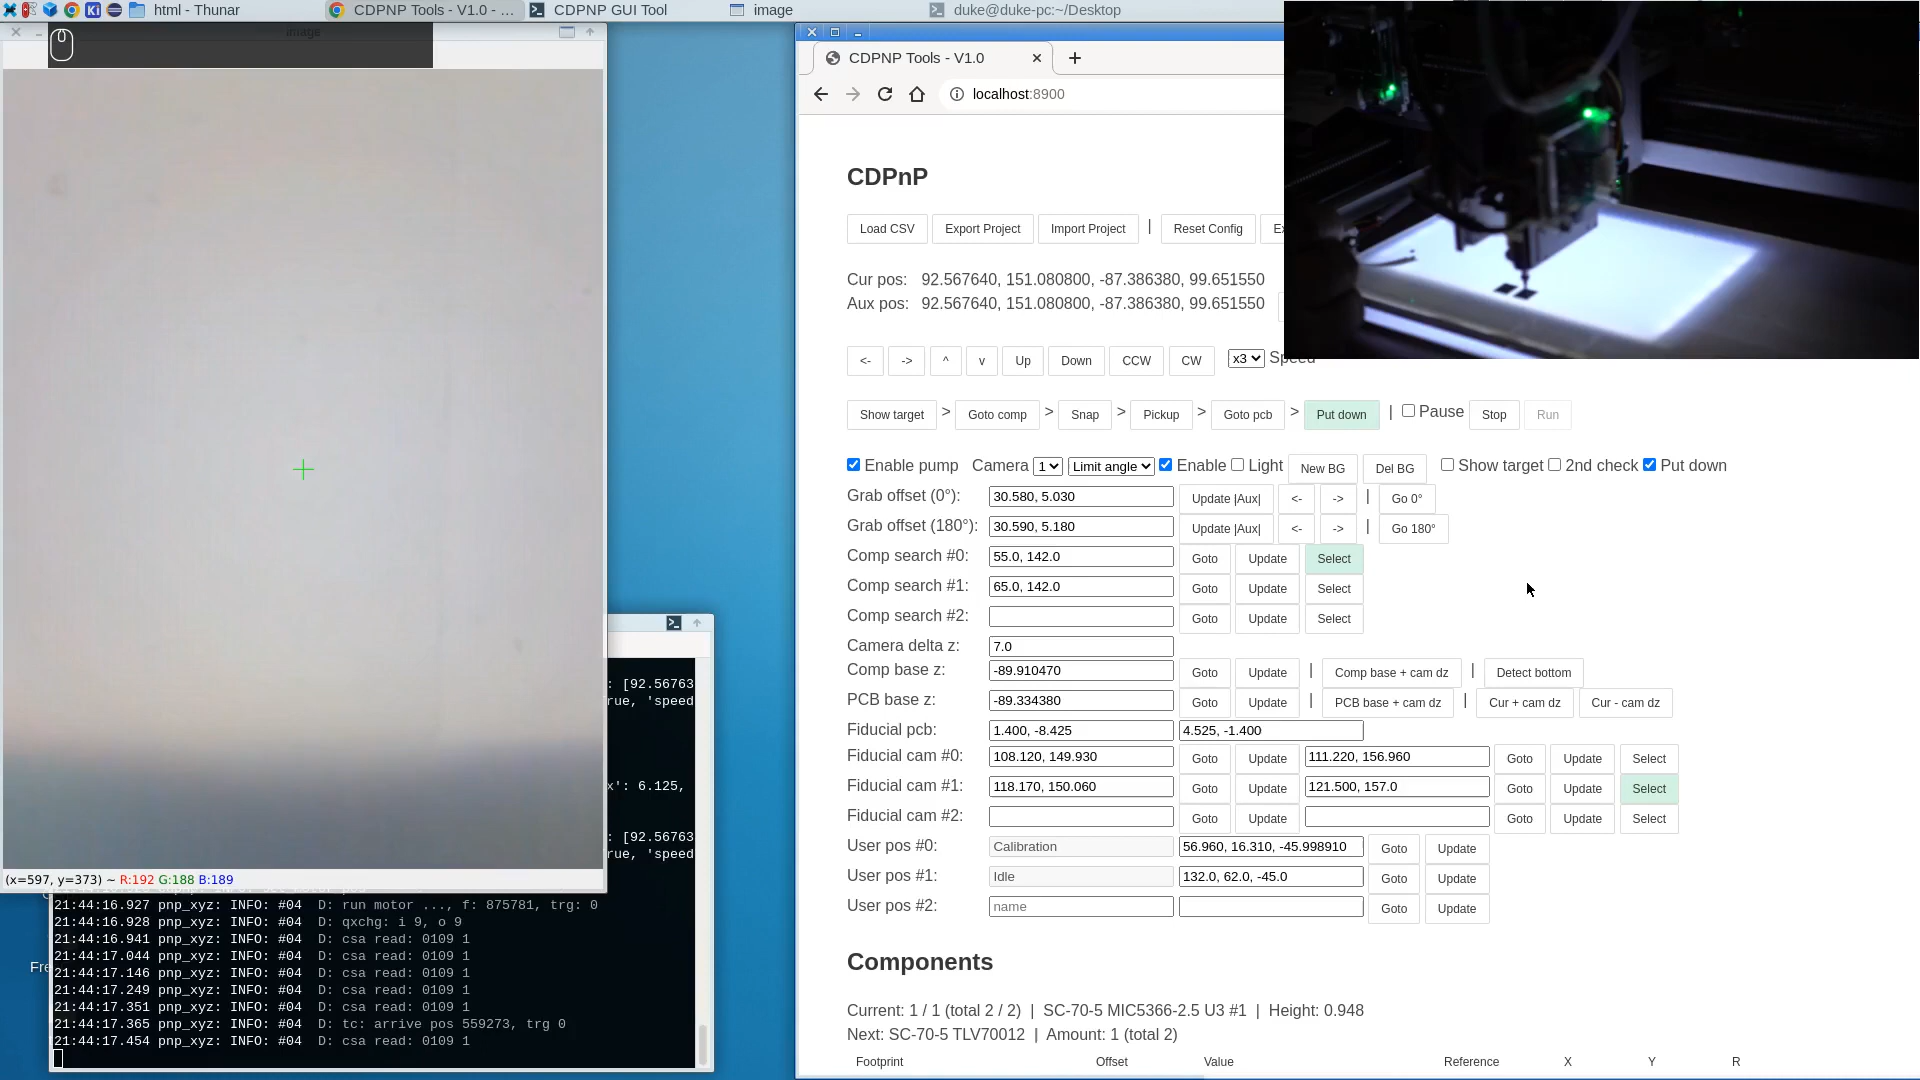 html - Thunar
CDPNP Tools - V1.0 - ...
CDPNP GUI Tool
image
duke@duke-pc:~/Desktop
image
CDPNP Tools - V1.0
localhost:8900
CDPnP
Load CSV Export Project Import Project | Reset Config
Cur pos: 92.567640, 151.080800, -87.386380, 99.651550
Aux pos: 92.567640, 151.080800, -87.386380, 99.651550
<- -> ^ v Up Down CCW CW x3 Speed
Show target > Goto comp > Snap > Pickup > Goto pcb > Put down | Pause Stop Run
Enable pump Camera 1 Limit angle Enable Light New BG Del BG Show target 2nd check Put down
Grab offset (0°): 30.580, 5.030 Update |Aux| <- -> | Go 0°
Grab offset (180°): 30.590, 5.180 Update |Aux| <- -> | Go 180°
Comp search #0: 55.0, 142.0 Goto Update Select
Comp search #1: 65.0, 142.0 Goto Update Select
Comp search #2: Goto Update Select
Camera delta z: 7.0
Comp base z: -89.910470 Goto Update | Comp base + cam dz | Detect bottom
PCB base z: -89.334380 Goto Update | PCB base + cam dz | Cur + cam dz Cur - cam dz
Fiducial pcb: 1.400, -8.425 4.525, -1.400
Fiducial cam #0: 108.120, 149.930 Goto Update 111.220, 156.960 Goto Update Select
Fiducial cam #1: 118.170, 150.060 Goto Update 121.500, 157.0 Goto Update Select
Fiducial cam #2: Goto Update Goto Update Select
User pos #0: Calibration 56.960, 16.310, -45.998910 Goto Update
User pos #1: Idle 132.0, 62.0, -45.0 Goto Update
User pos #2: name Goto Update
Components
Current: 1 / 1 (total 2 / 2) | SC-70-5 MIC5366-2.5 U3 #1 | Height: 0.948
Next: SC-70-5 TLV70012 | Amount: 1 (total 2)
Footprint Offset Value Reference X Y R
: [92.56763
rue, 'speed
x': 6.125,
: [92.56763
rue, 'speed
(x=597, y=373) ~ R:192 G:188 B:189
21:44:16.927 pnp_xyz: INFO: #04 D: run motor ..., f: 875781, trg: 0
21:44:16.928 pnp_xyz: INFO: #04 D: qxchg: i 9, o 9
21:44:16.941 pnp_xyz: INFO: #04 D: csa read: 0109 1
21:44:17.044 pnp_xyz: INFO: #04 D: csa read: 0109 1
21:44:17.146 pnp_xyz: INFO: #04 D: csa read: 0109 1
21:44:17.249 pnp_xyz: INFO: #04 D: csa read: 0109 1
21:44:17.351 pnp_xyz: INFO: #04 D: csa read: 0109 1
21:44:17.365 pnp_xyz: INFO: #04 D: tc: arrive pos 559273, trg 0
21:44:17.454 pnp_xyz: INFO: #04 D: csa read: 0109 1
Fre